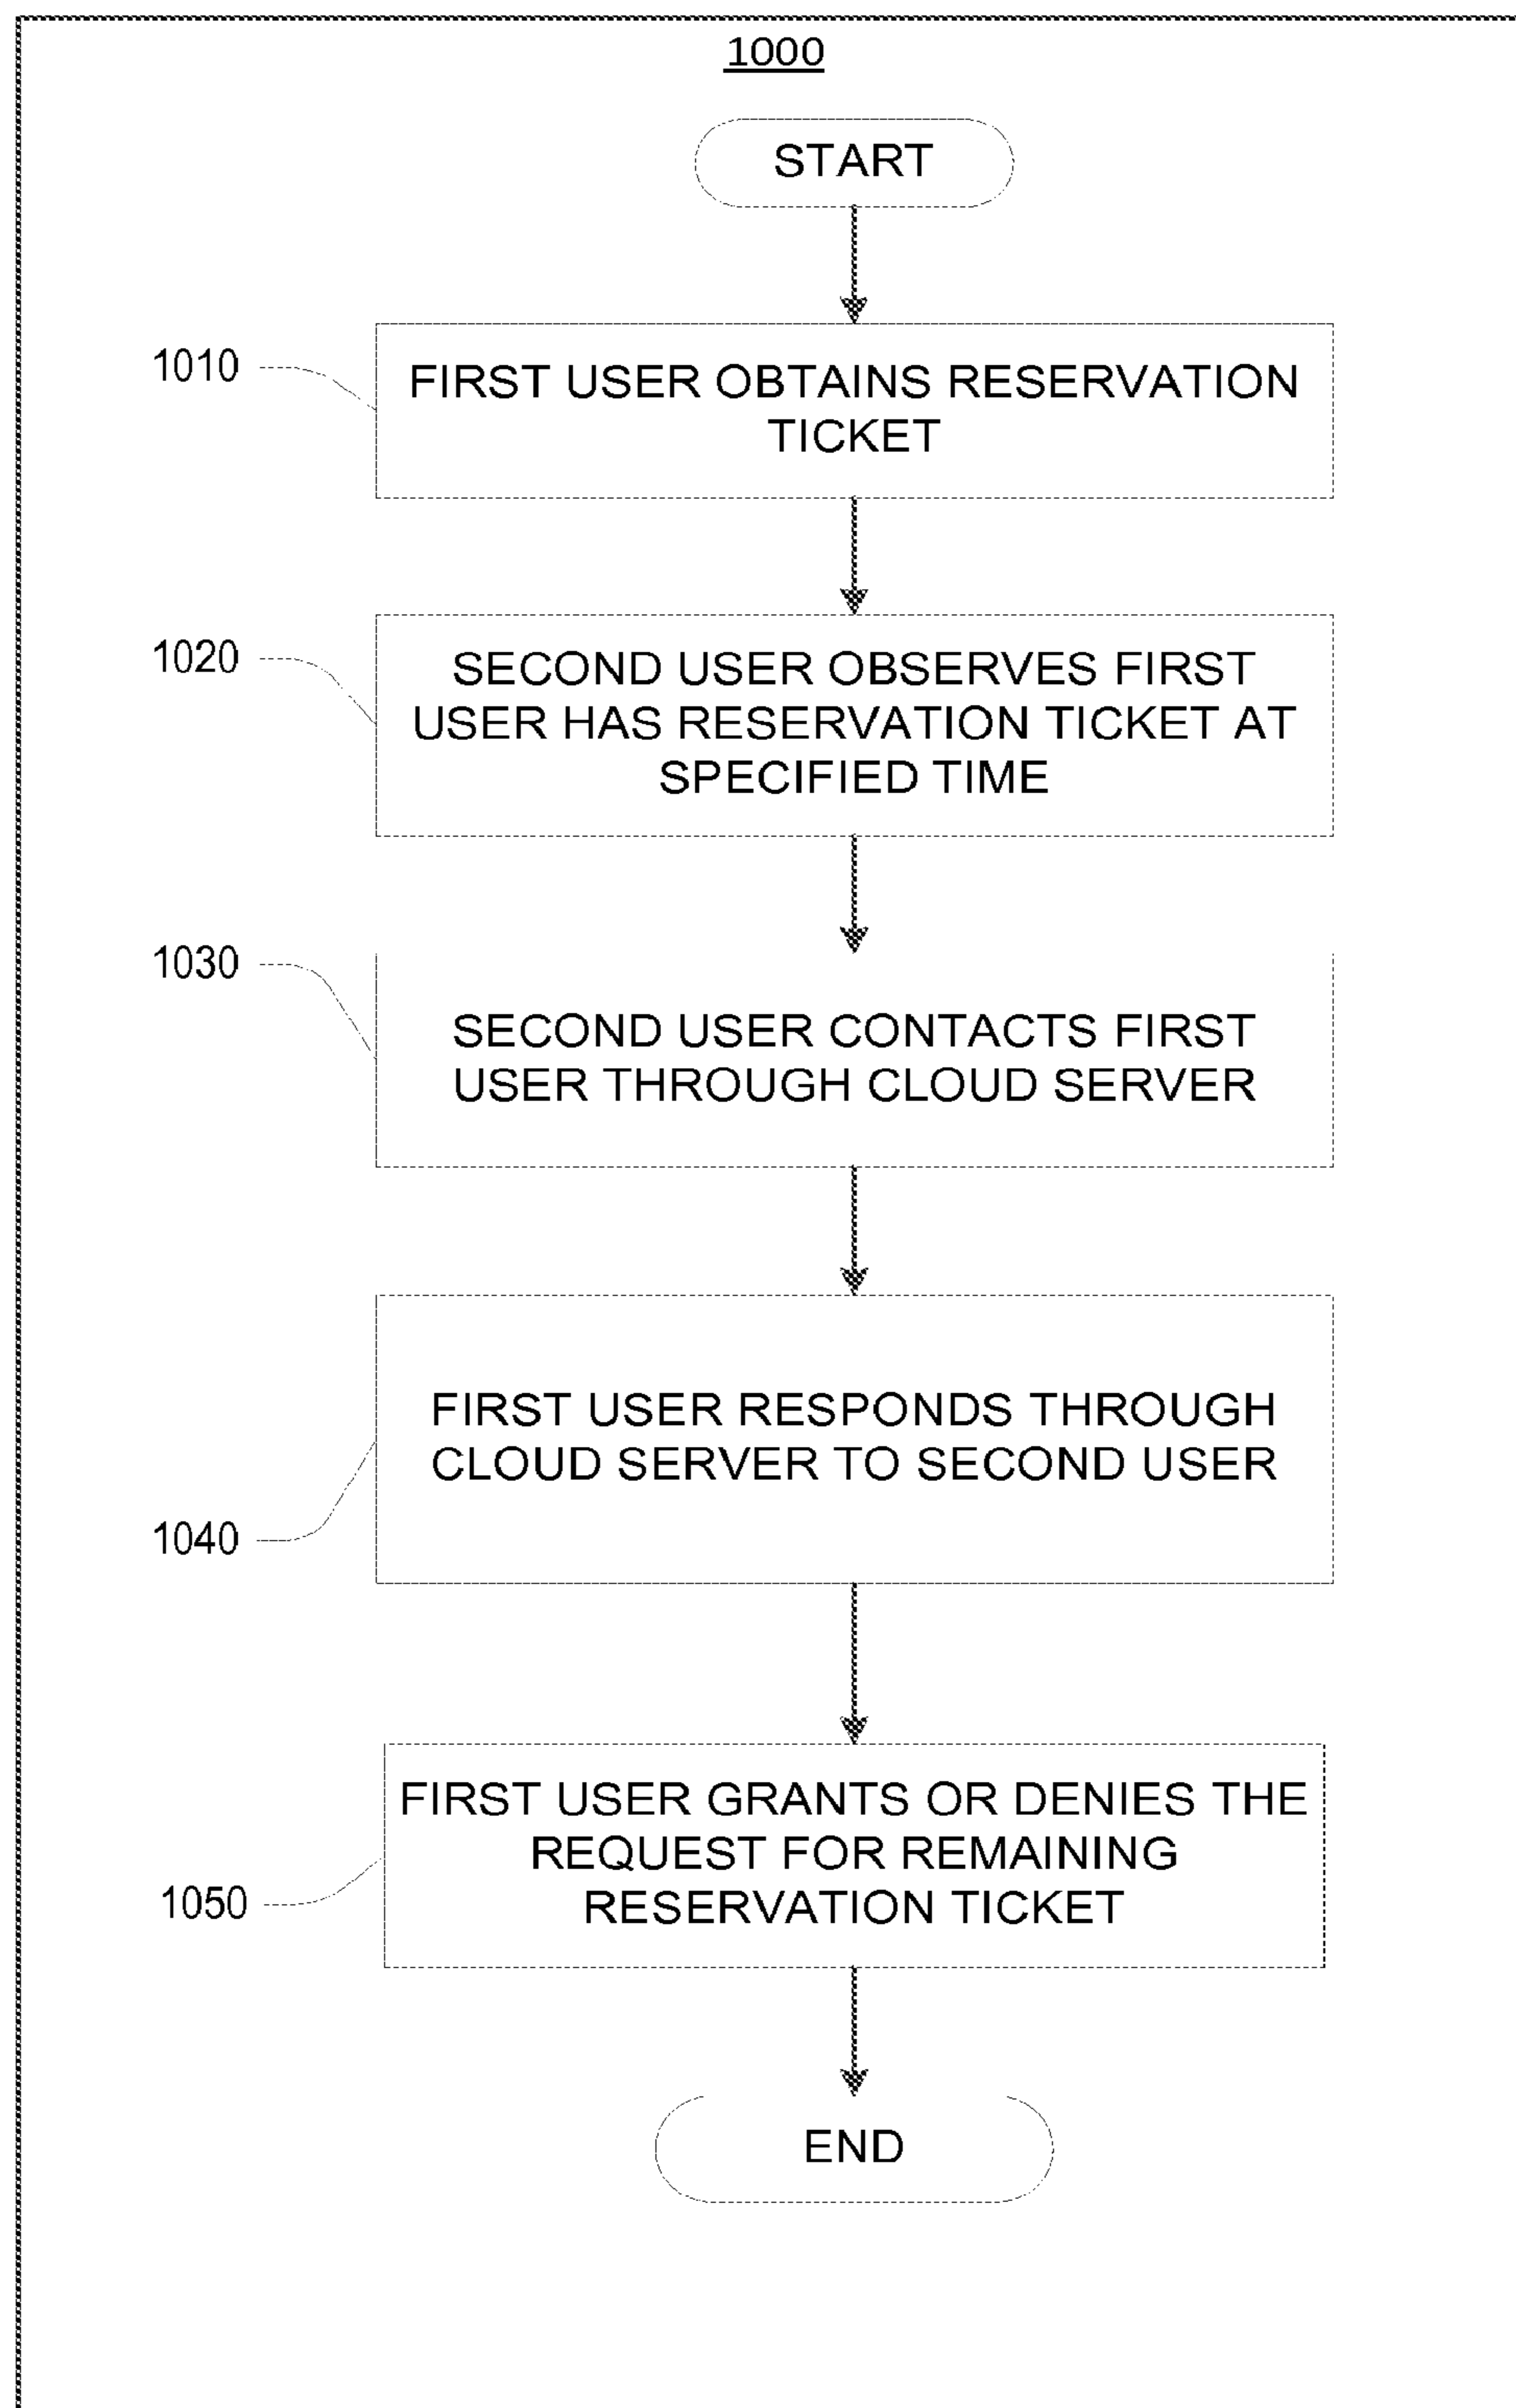 1000
START
1010
FIRST USER OBTAINS RESERVATION
TICKET
1020
SECOND USER OBSERVES FIRST
USER HAS RESERVATION TICKET AT
SPECIFIED TIME
1030
SECOND USER CONTACTS FIRST
USER THROUGH CLOUD SERVER
FIRST USER RESPONDS THROUGH
CLOUD SERVER TO SECOND USER
1040
FIRST USER GRANTS OR DENIES THE
REQUEST FOR REMAINING
RESERVATION TICKET
1050
END